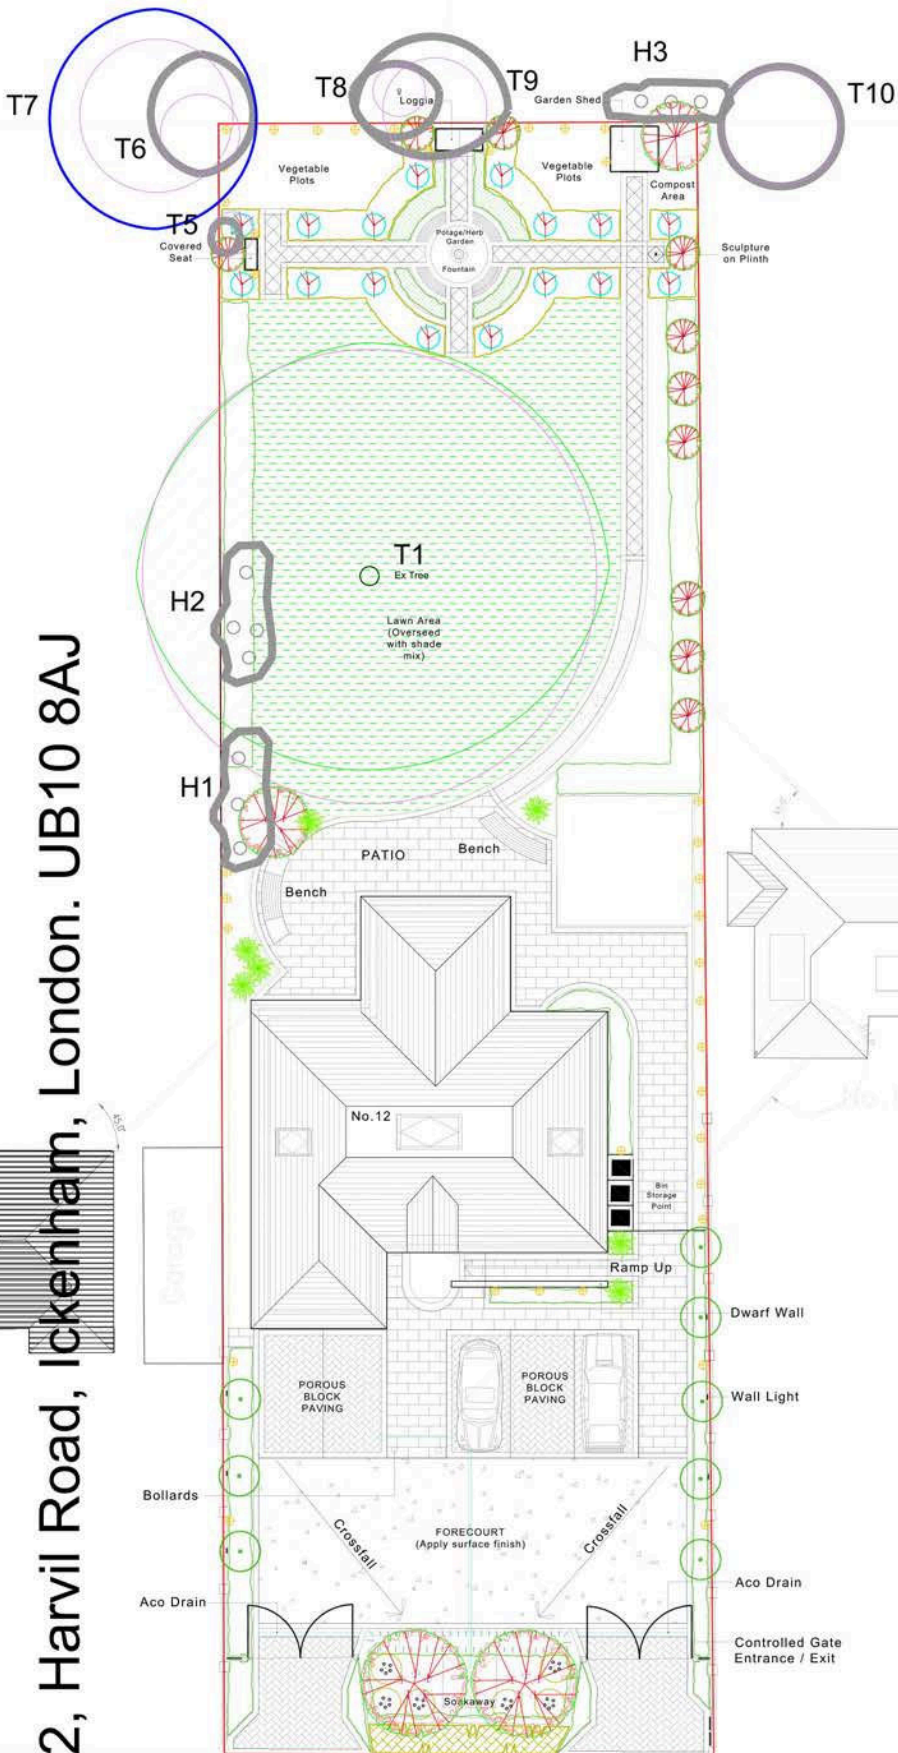 T7
T6
T8
Loggia
T9
Garden Shed
H3
T10
Vegetable
Plots
Vegetable
Plots
Compost
Area
T5
Covered
Seat
Potage/Herb
Garden
Fountain
Sculpture
on Plinth
T1
Ex Tree
H2
Lawn Area
(Overseed
with shade
mix)
H1
PATIO
Bench
Bench
45.0°
No.12
Garage
Bin
Storage
Point
Ramp Up
Dwarf Wall
POROUS
BLOCK
PAVING
POROUS
BLOCK
PAVING
Wall Light
Bollards
Crossfall
FORECOURT
(Apply surface finish)
Crossfall
Aco Drain
Aco Drain
Controlled Gate
Entrance / Exit
Soakaway
2, Harvil Road, Ickenham, London. UB10 8AJ